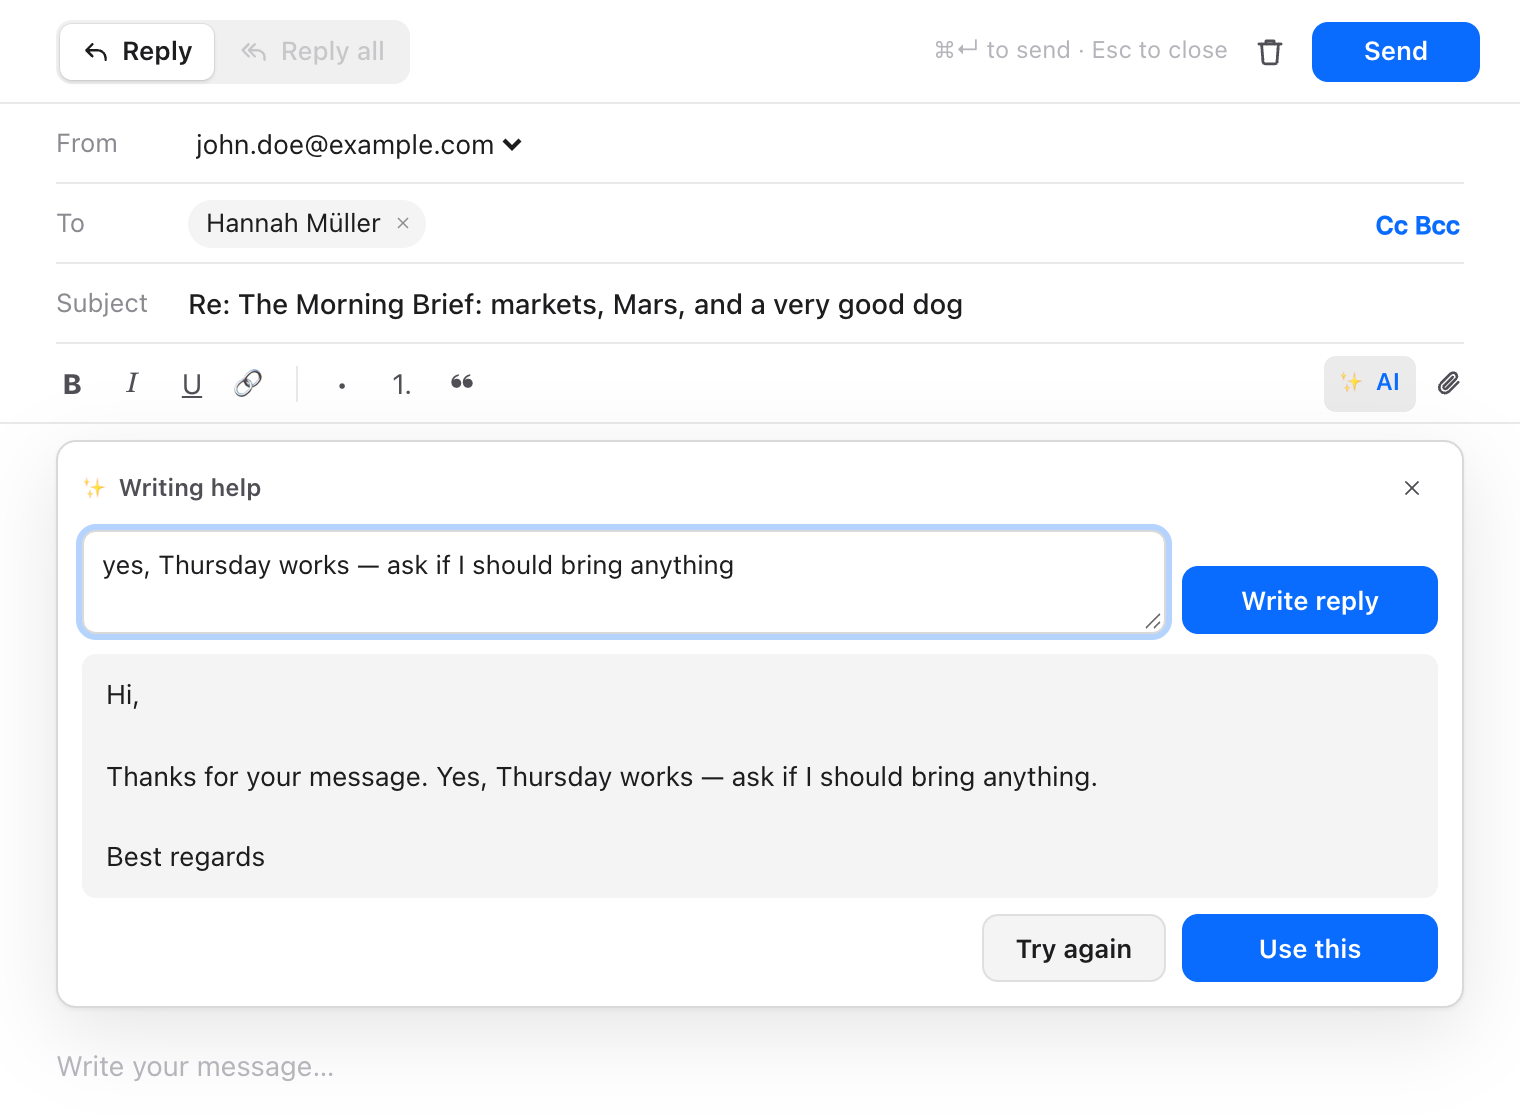 Reply Reply all ⌘↵ to send · Esc to close Send
From john.doe@example.com
To Hannah Müller × Cc Bcc
Subject Re: The Morning Brief: markets, Mars, and a very good dog
B I U • 1. ❝ ✨ AI
✨ Writing help ×
yes, Thursday works — ask if I should bring anything
Write reply
Hi,
Thanks for your message. Yes, Thursday works — ask if I should bring anything.
Best regards
Try again Use this
Write your message...